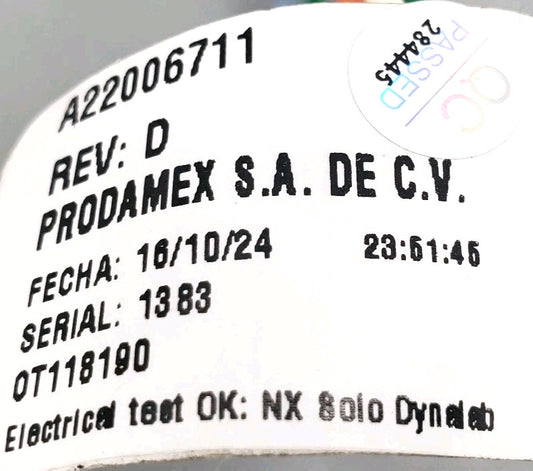 A22006711
REV: D
PRODAMEX S.A. DE C.V.
FECHA: 16/10/24 23:51:45
SERIAL: 1383
OT118190
Electrical test OK: NX Solo Dynalab
284445
PASSED
QC